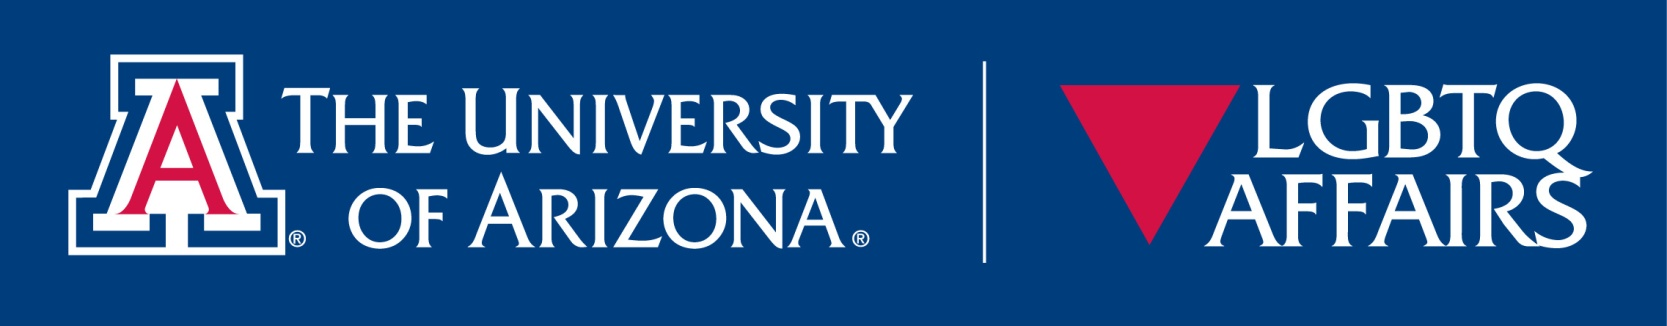 A®
THE UNIVERSITY
OF ARIZONA®
LGBTQ
AFFAIRS